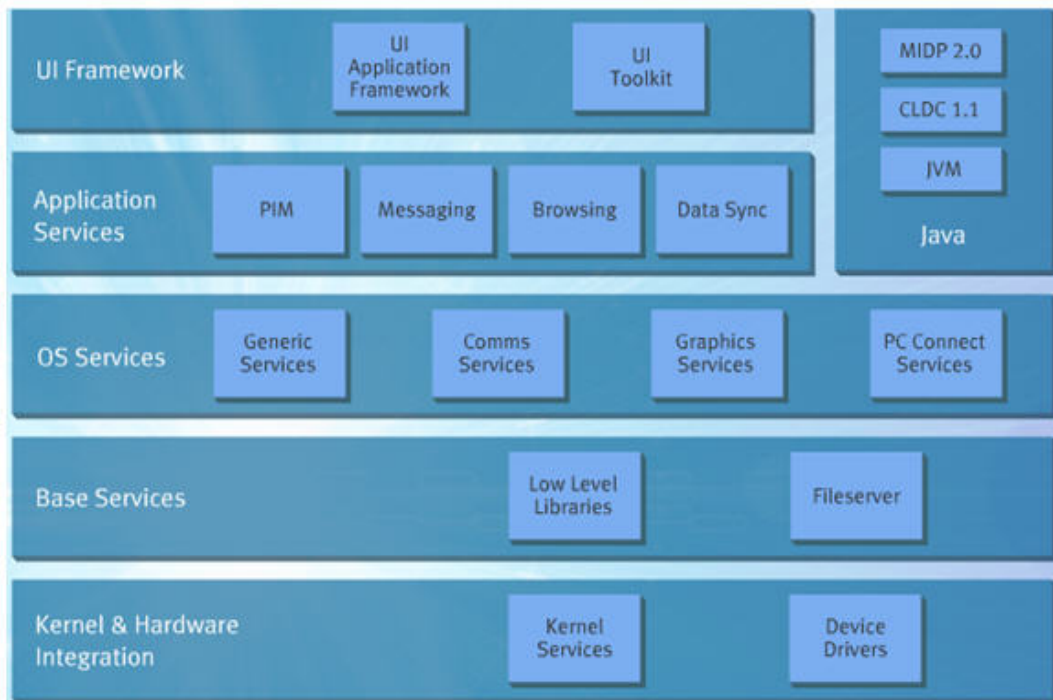 UI Framework
UI
Application
Framework
UI
Toolkit
MIDP 2.0
CLDC 1.1
JVM
Java
Application
Services
PIM
Messaging
Browsing
Data Sync
OS Services
Generic
Services
Comms
Services
Graphics
Services
PC Connect
Services
Base Services
Low Level
Libraries
Fileserver
Kernel & Hardware
Integration
Kernel
Services
Device
Drivers